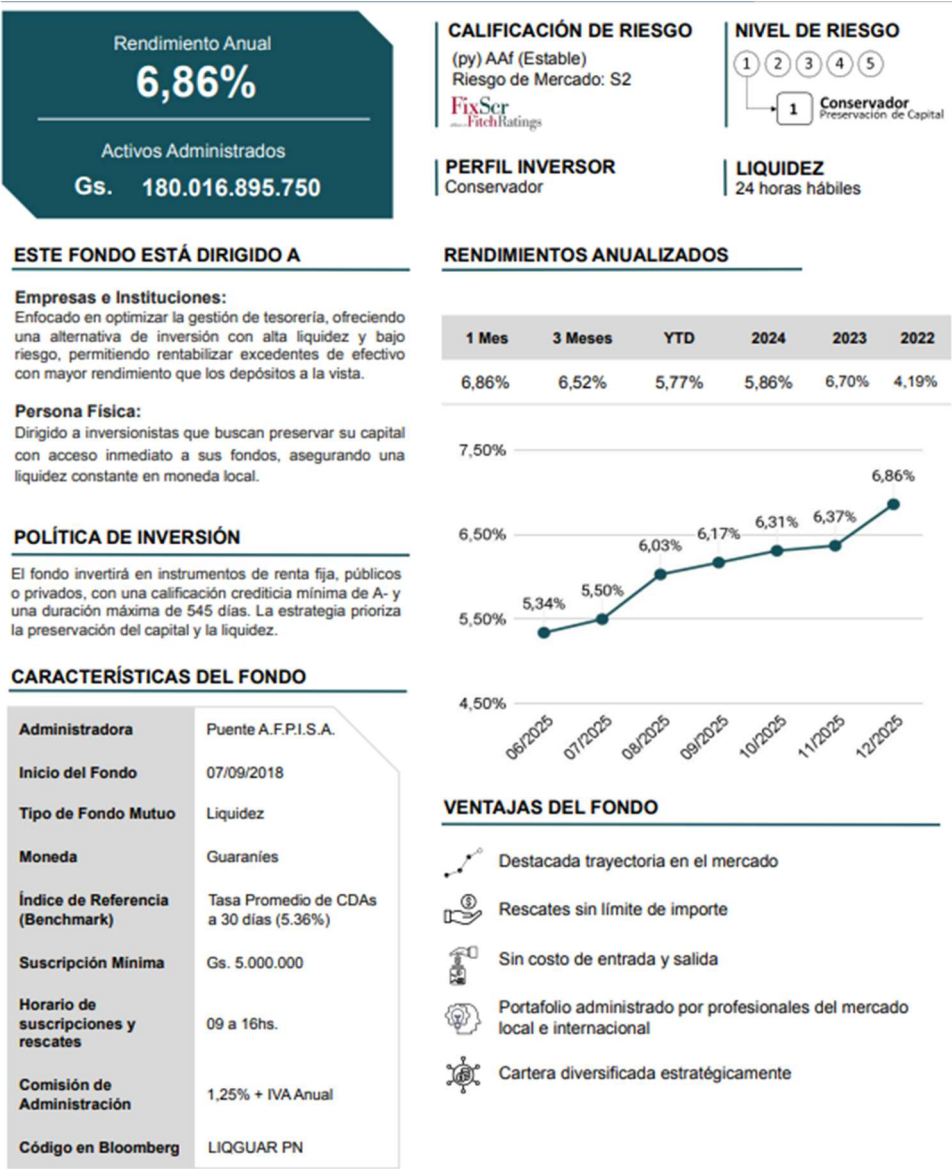 Rendimiento Anual
6,86%
Activos Administrados
Gs. 180.016.895.750
CALIFICACIÓN DE RIESGO
(py) AAf (Estable)
Riesgo de Mercado: S2
FixScr
FitchRatings
NIVEL DE RIESGO
1 2 3 4 5
1 Conservador
Preservación de Capital
PERFIL INVERSOR
Conservador
LIQUIDEZ
24 horas hábiles
ESTE FONDO ESTÁ DIRIGIDO A
Empresas e Instituciones:
Enfocado en optimizar la gestión de tesorería, ofreciendo
una alternativa de inversión con alta liquidez y bajo
riesgo, permitiendo rentabilizar excedentes de efectivo
con mayor rendimiento que los depósitos a la vista.
Persona Física:
Dirigido a inversionistas que buscan preservar su capital
con acceso inmediato a sus fondos, asegurando una
liquidez constante en moneda local.
POLÍTICA DE INVERSIÓN
El fondo invertirá en instrumentos de renta fija, públicos
o privados, con una calificación crediticia mínima de A- y
una duración máxima de 545 días. La estrategia prioriza
la preservación del capital y la liquidez.
CARACTERÍSTICAS DEL FONDO
Administradora Puente A.F.P.I.S.A.
Inicio del Fondo 07/09/2018
Tipo de Fondo Mutuo Liquidez
Moneda Guaraníes
Índice de Referencia Tasa Promedio de CDAs
(Benchmark) a 30 días (5.36%)
Suscripción Mínima Gs. 5.000.000
Horario de
suscripciones y 09 a 16hs.
rescates
Comisión de
Administración 1,25% + IVA Anual
Código en Bloomberg LIQGUAR PN
RENDIMIENTOS ANUALIZADOS
1 Mes 3 Meses YTD 2024 2023 2022
6,86% 6,52% 5,77% 5,86% 6,70% 4,19%
7,50%
6,50%
5,50%
4,50%
5,34% 5,50% 6,03% 6,17% 6,31% 6,37% 6,86%
06/2025 07/2025 08/2025 09/2025 10/2025 11/2025 12/2025
VENTAJAS DEL FONDO
Destacada trayectoria en el mercado
Rescates sin límite de importe
Sin costo de entrada y salida
Portafolio administrado por profesionales del mercado
local e internacional
Cartera diversificada estratégicamente